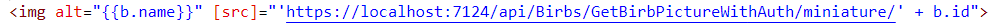 <img alt="{{b.name}}" [src]="'https://localhost:7124/api/Birbs/GetBirbPictureWithAuth/miniature/' + b.id">